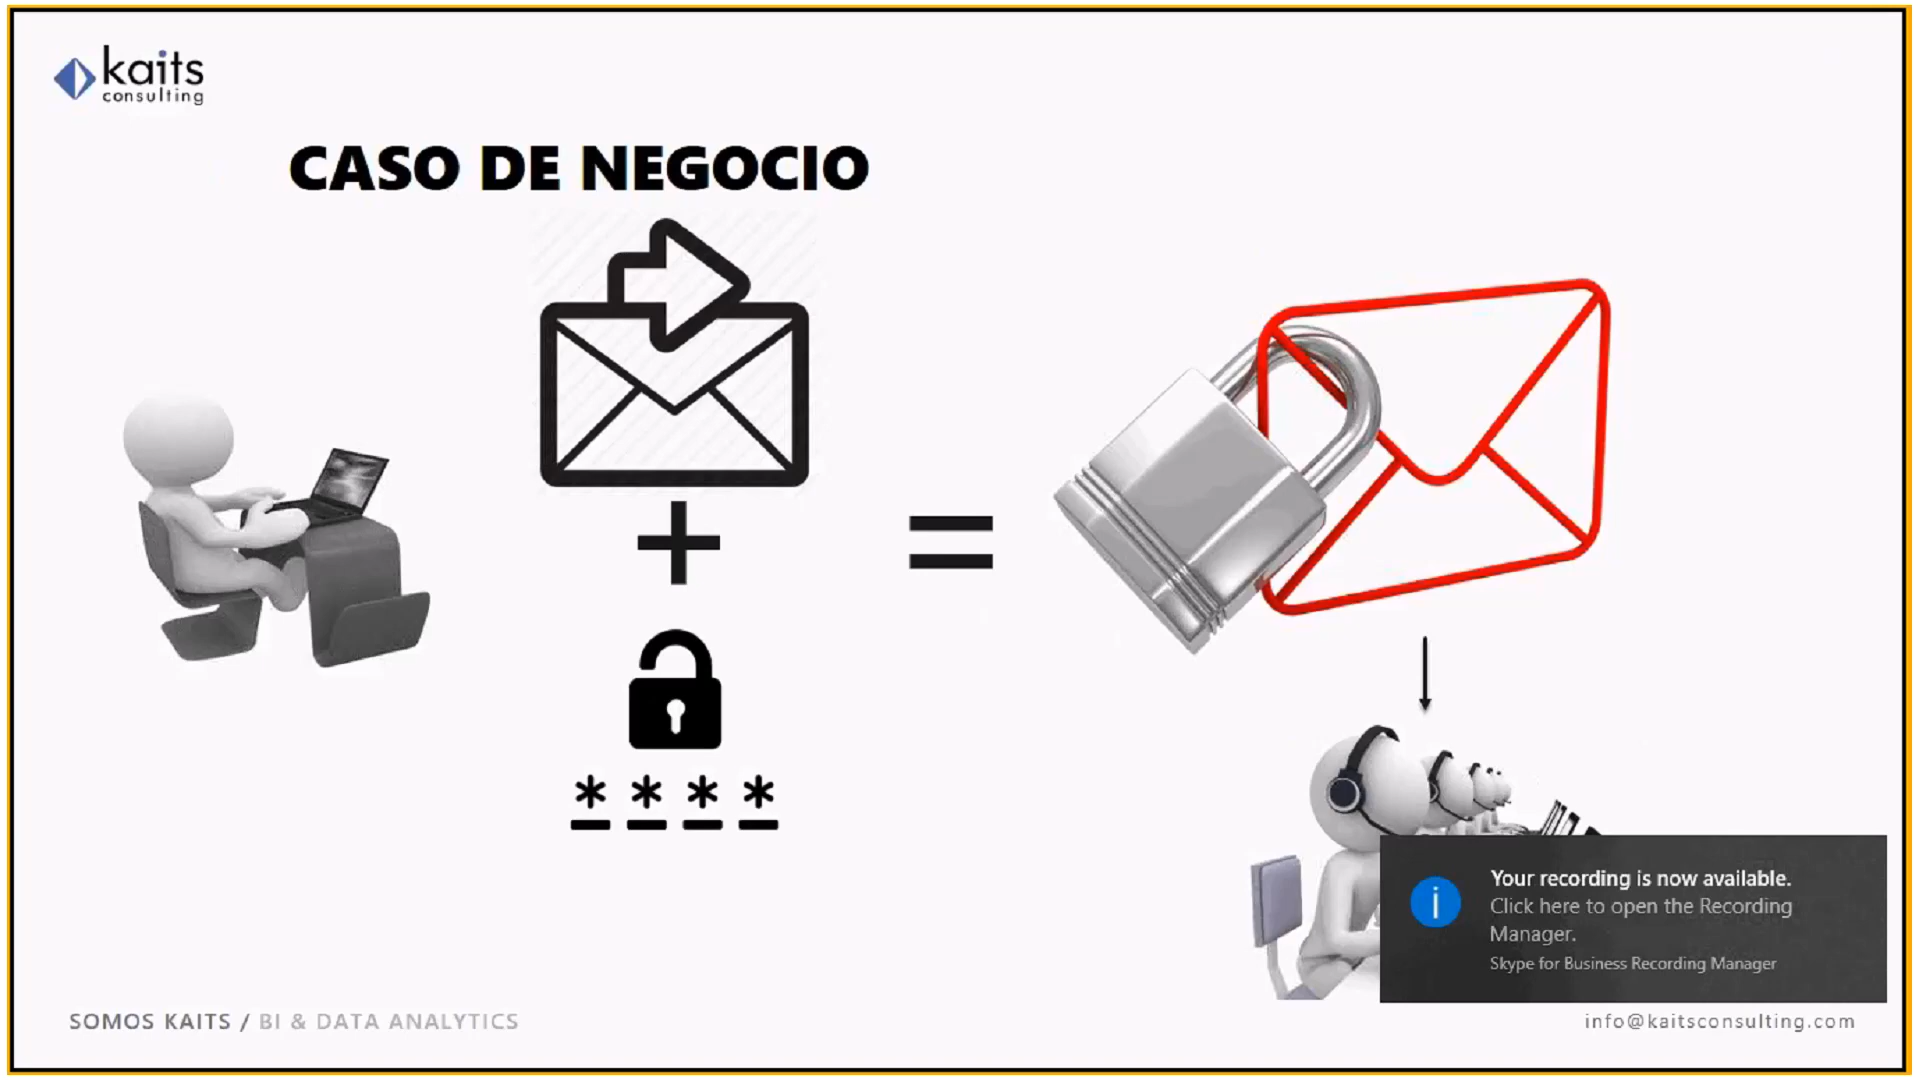 kaits
consulting
CASO DE NEGOCIO
* * * *
Your recording is now available.
Click here to open the Recording
Manager.
Skype for Business Recording Manager
SOMOS KAITS / BI & DATA ANALYTICS
info@kaitsconsulting.com